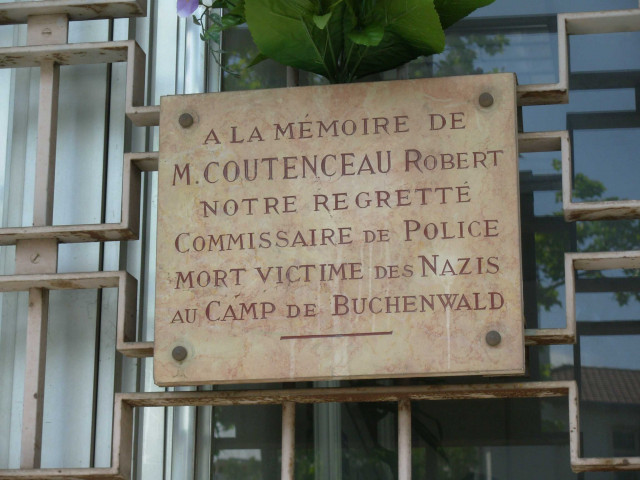 A LA MÉMOIRE DE
M. COUTENCEAU ROBERT
NOTRE REGRETTÉ
COMMISSAIRE DE POLICE
MORT VICTIME DES NAZIS
AU CAMP DE BUCHENWALD